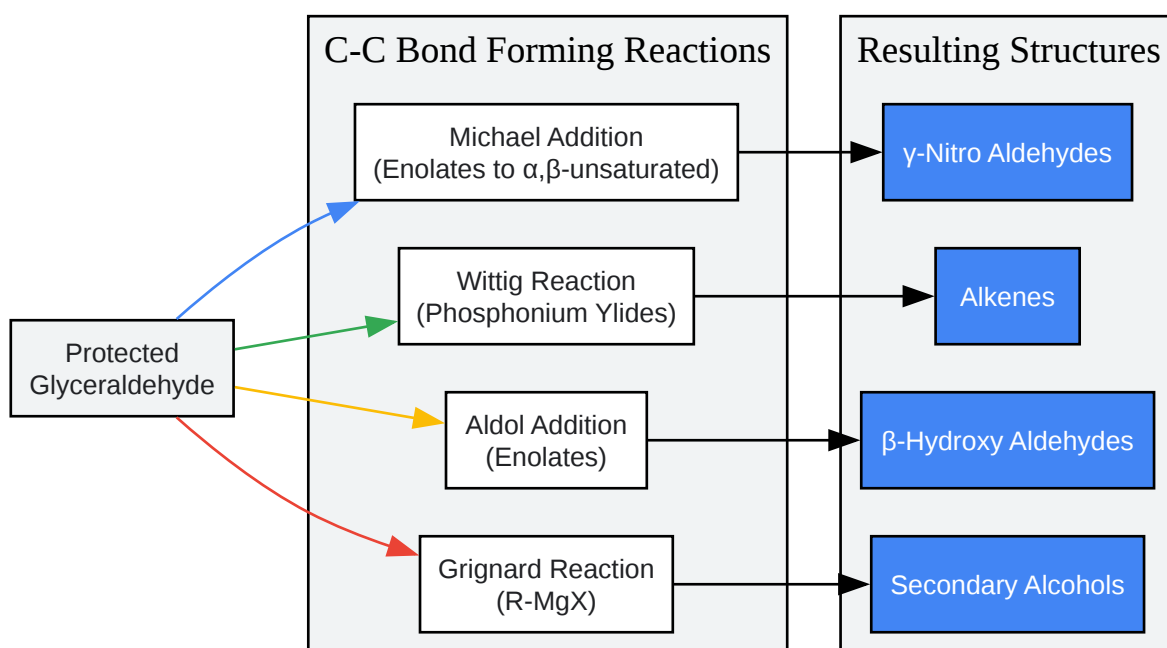 C-C Bond Forming Reactions
Resulting Structures
Michael Addition
(Enolates to α,β-unsaturated)
γ-Nitro Aldehydes
Wittig Reaction
(Phosphonium Ylides)
Alkenes
Protected
Glyceraldehyde
Aldol Addition
(Enolates)
β-Hydroxy Aldehydes
Grignard Reaction
(R-MgX)
Secondary Alcohols